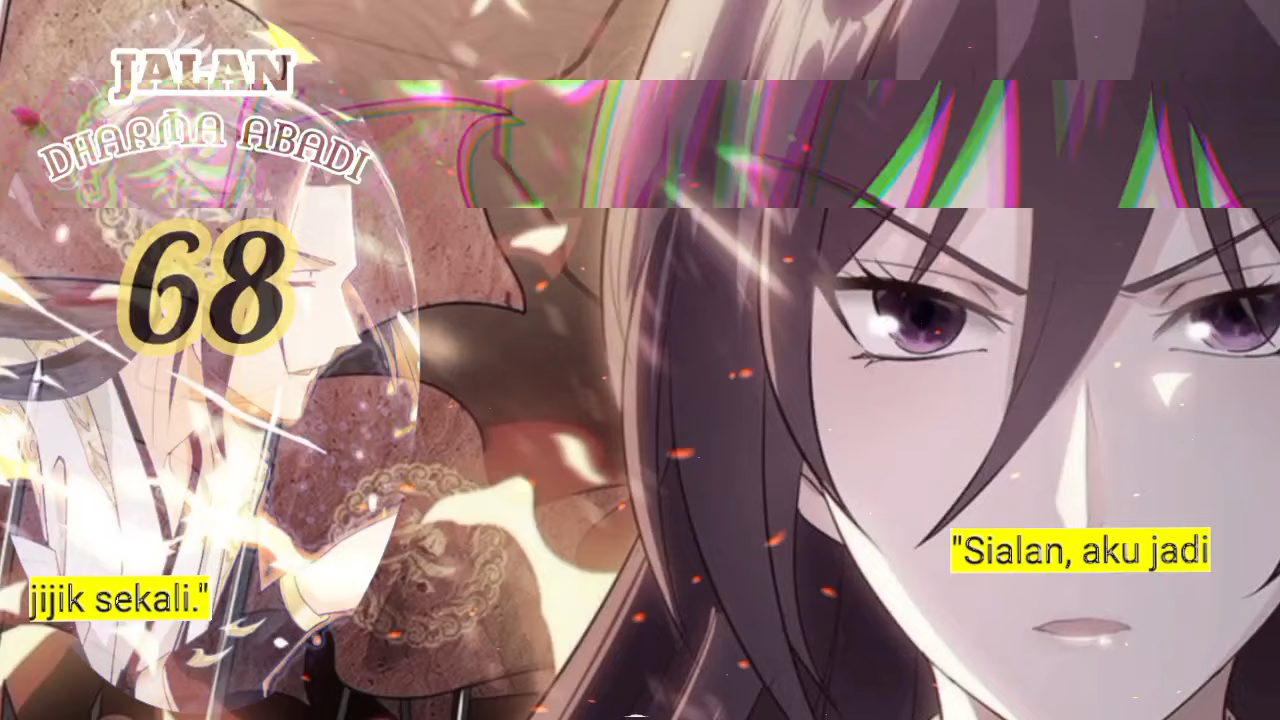 JALAN
DHARMA ABADI
68
"Sialan, aku jadi
jijik sekali."